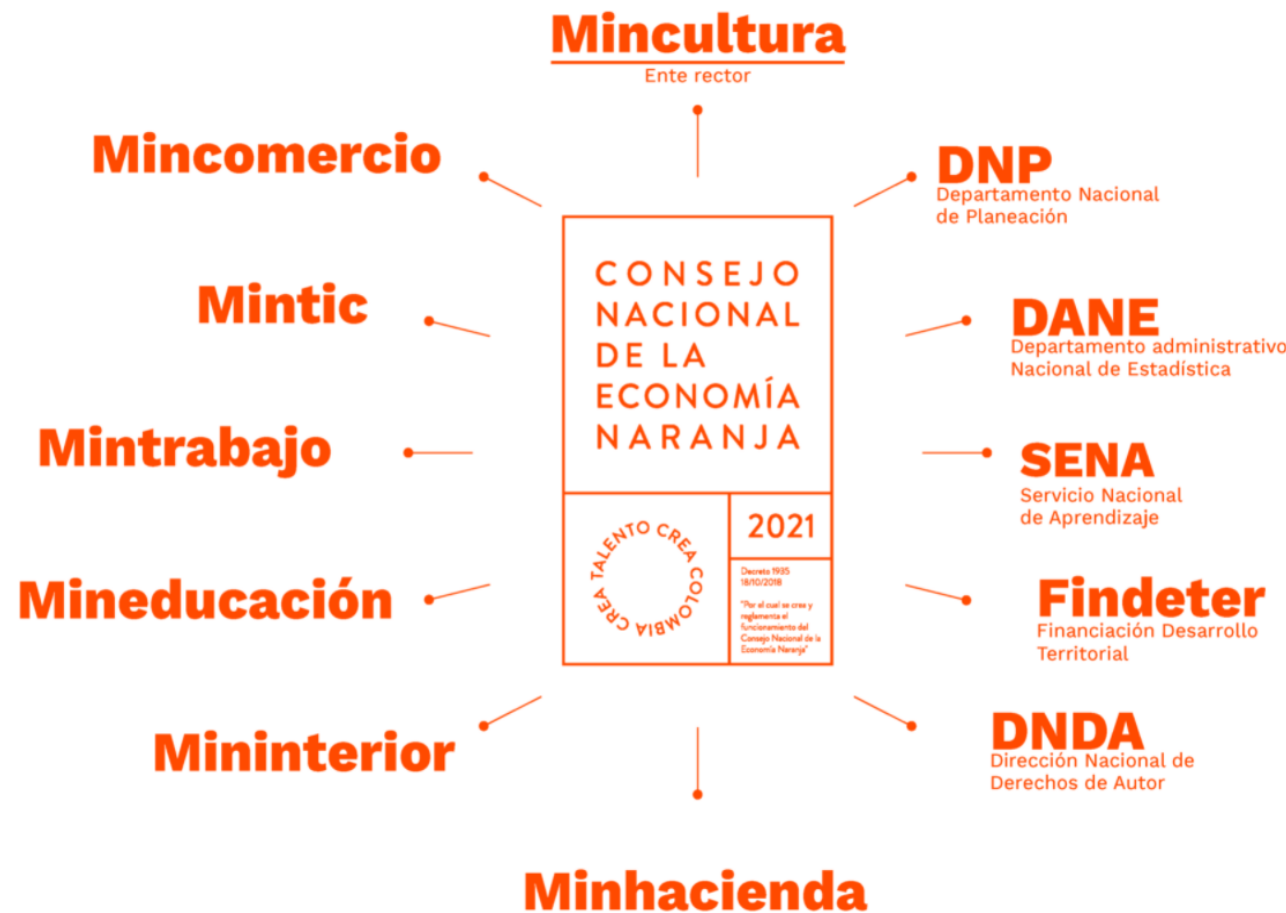 Mincultura
Ente rector
Mincomercio
DNP
Departamento Nacional
de Planeación
CONSEJO
NACIONAL
DE LA
ECONOMÍA
NARANJA
Mintic
DANE
Departamento administrativo
Nacional de Estadística
Mintrabajo
SENA
Servicio Nacional
de Aprendizaje
CREA TALENTO CREA COLOMBIA
2021
Decreto 1935
18/10/2018
"Por el cual se crea y
reglamenta el
funcionamiento del
Consejo Nacional de la
Economía Naranja"
Mineducación
Findeter
Financiación Desarrollo
Territorial
Mininterior
DNDA
Dirección Nacional de
Derechos de Autor
Minhacienda